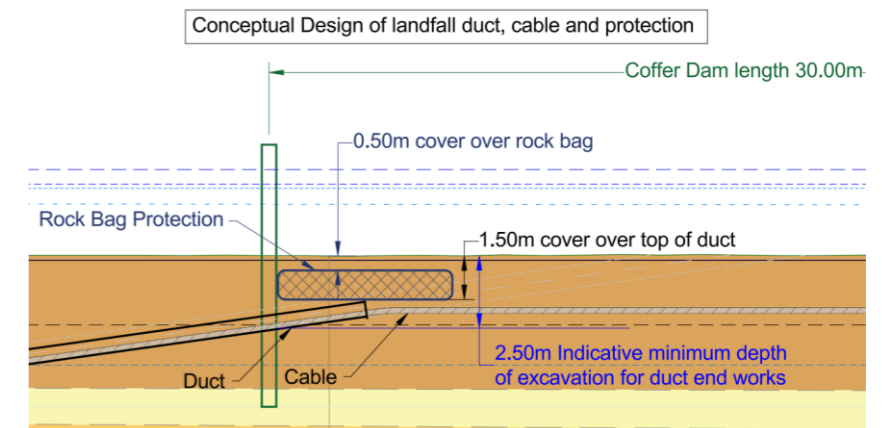 Conceptual Design of landfall duct, cable and protection
Coffer Dam length 30.00m
0.50m cover over rock bag
Rock Bag Protection
1.50m cover over top of duct
2.50m Indicative minimum depth
of excavation for duct end works
Duct
Cable